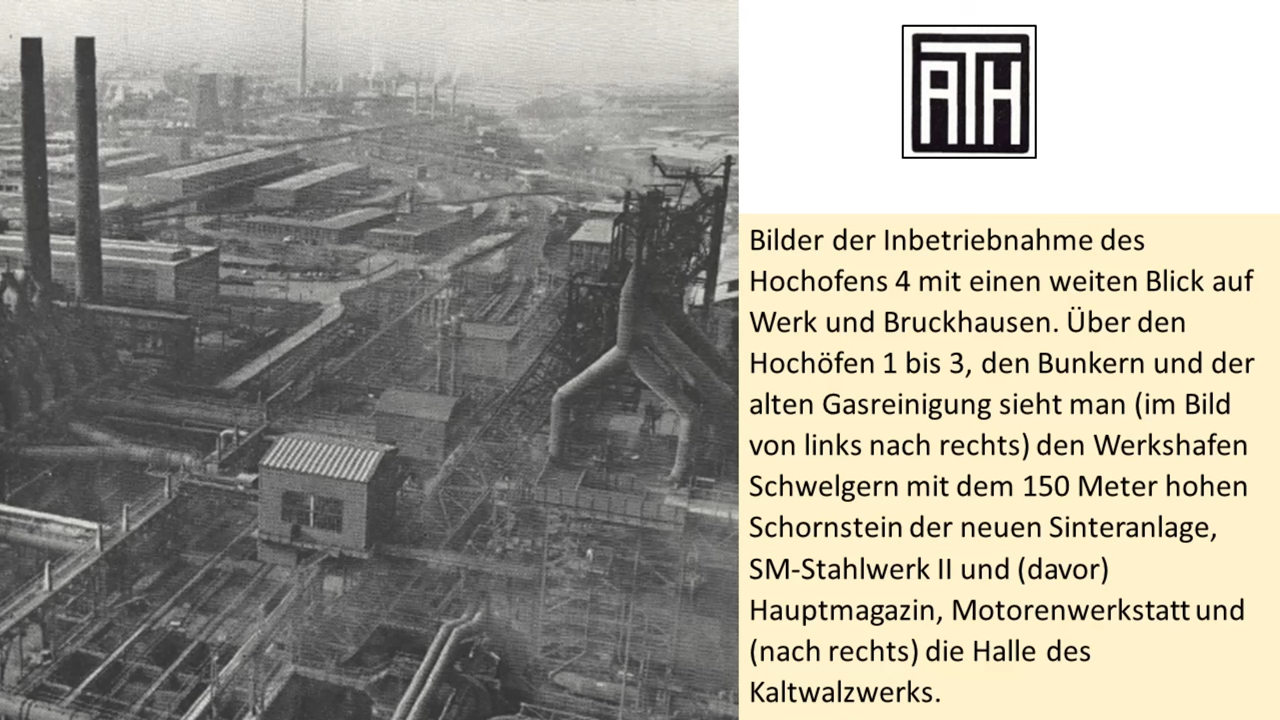 ATH
Bilder der Inbetriebnahme des
Hochofens 4 mit einen weiten Blick auf
Werk und Bruckhausen. Über den
Hochöfen 1 bis 3, den Bunkern und der
alten Gasreinigung sieht man (im Bild
von links nach rechts) den Werkshafen
Schwelgern mit dem 150 Meter hohen
Schornstein der neuen Sinteranlage,
SM-Stahlwerk II und (davor)
Hauptmagazin, Motorenwerkstatt und
(nach rechts) die Halle des
Kaltwalzwerks.